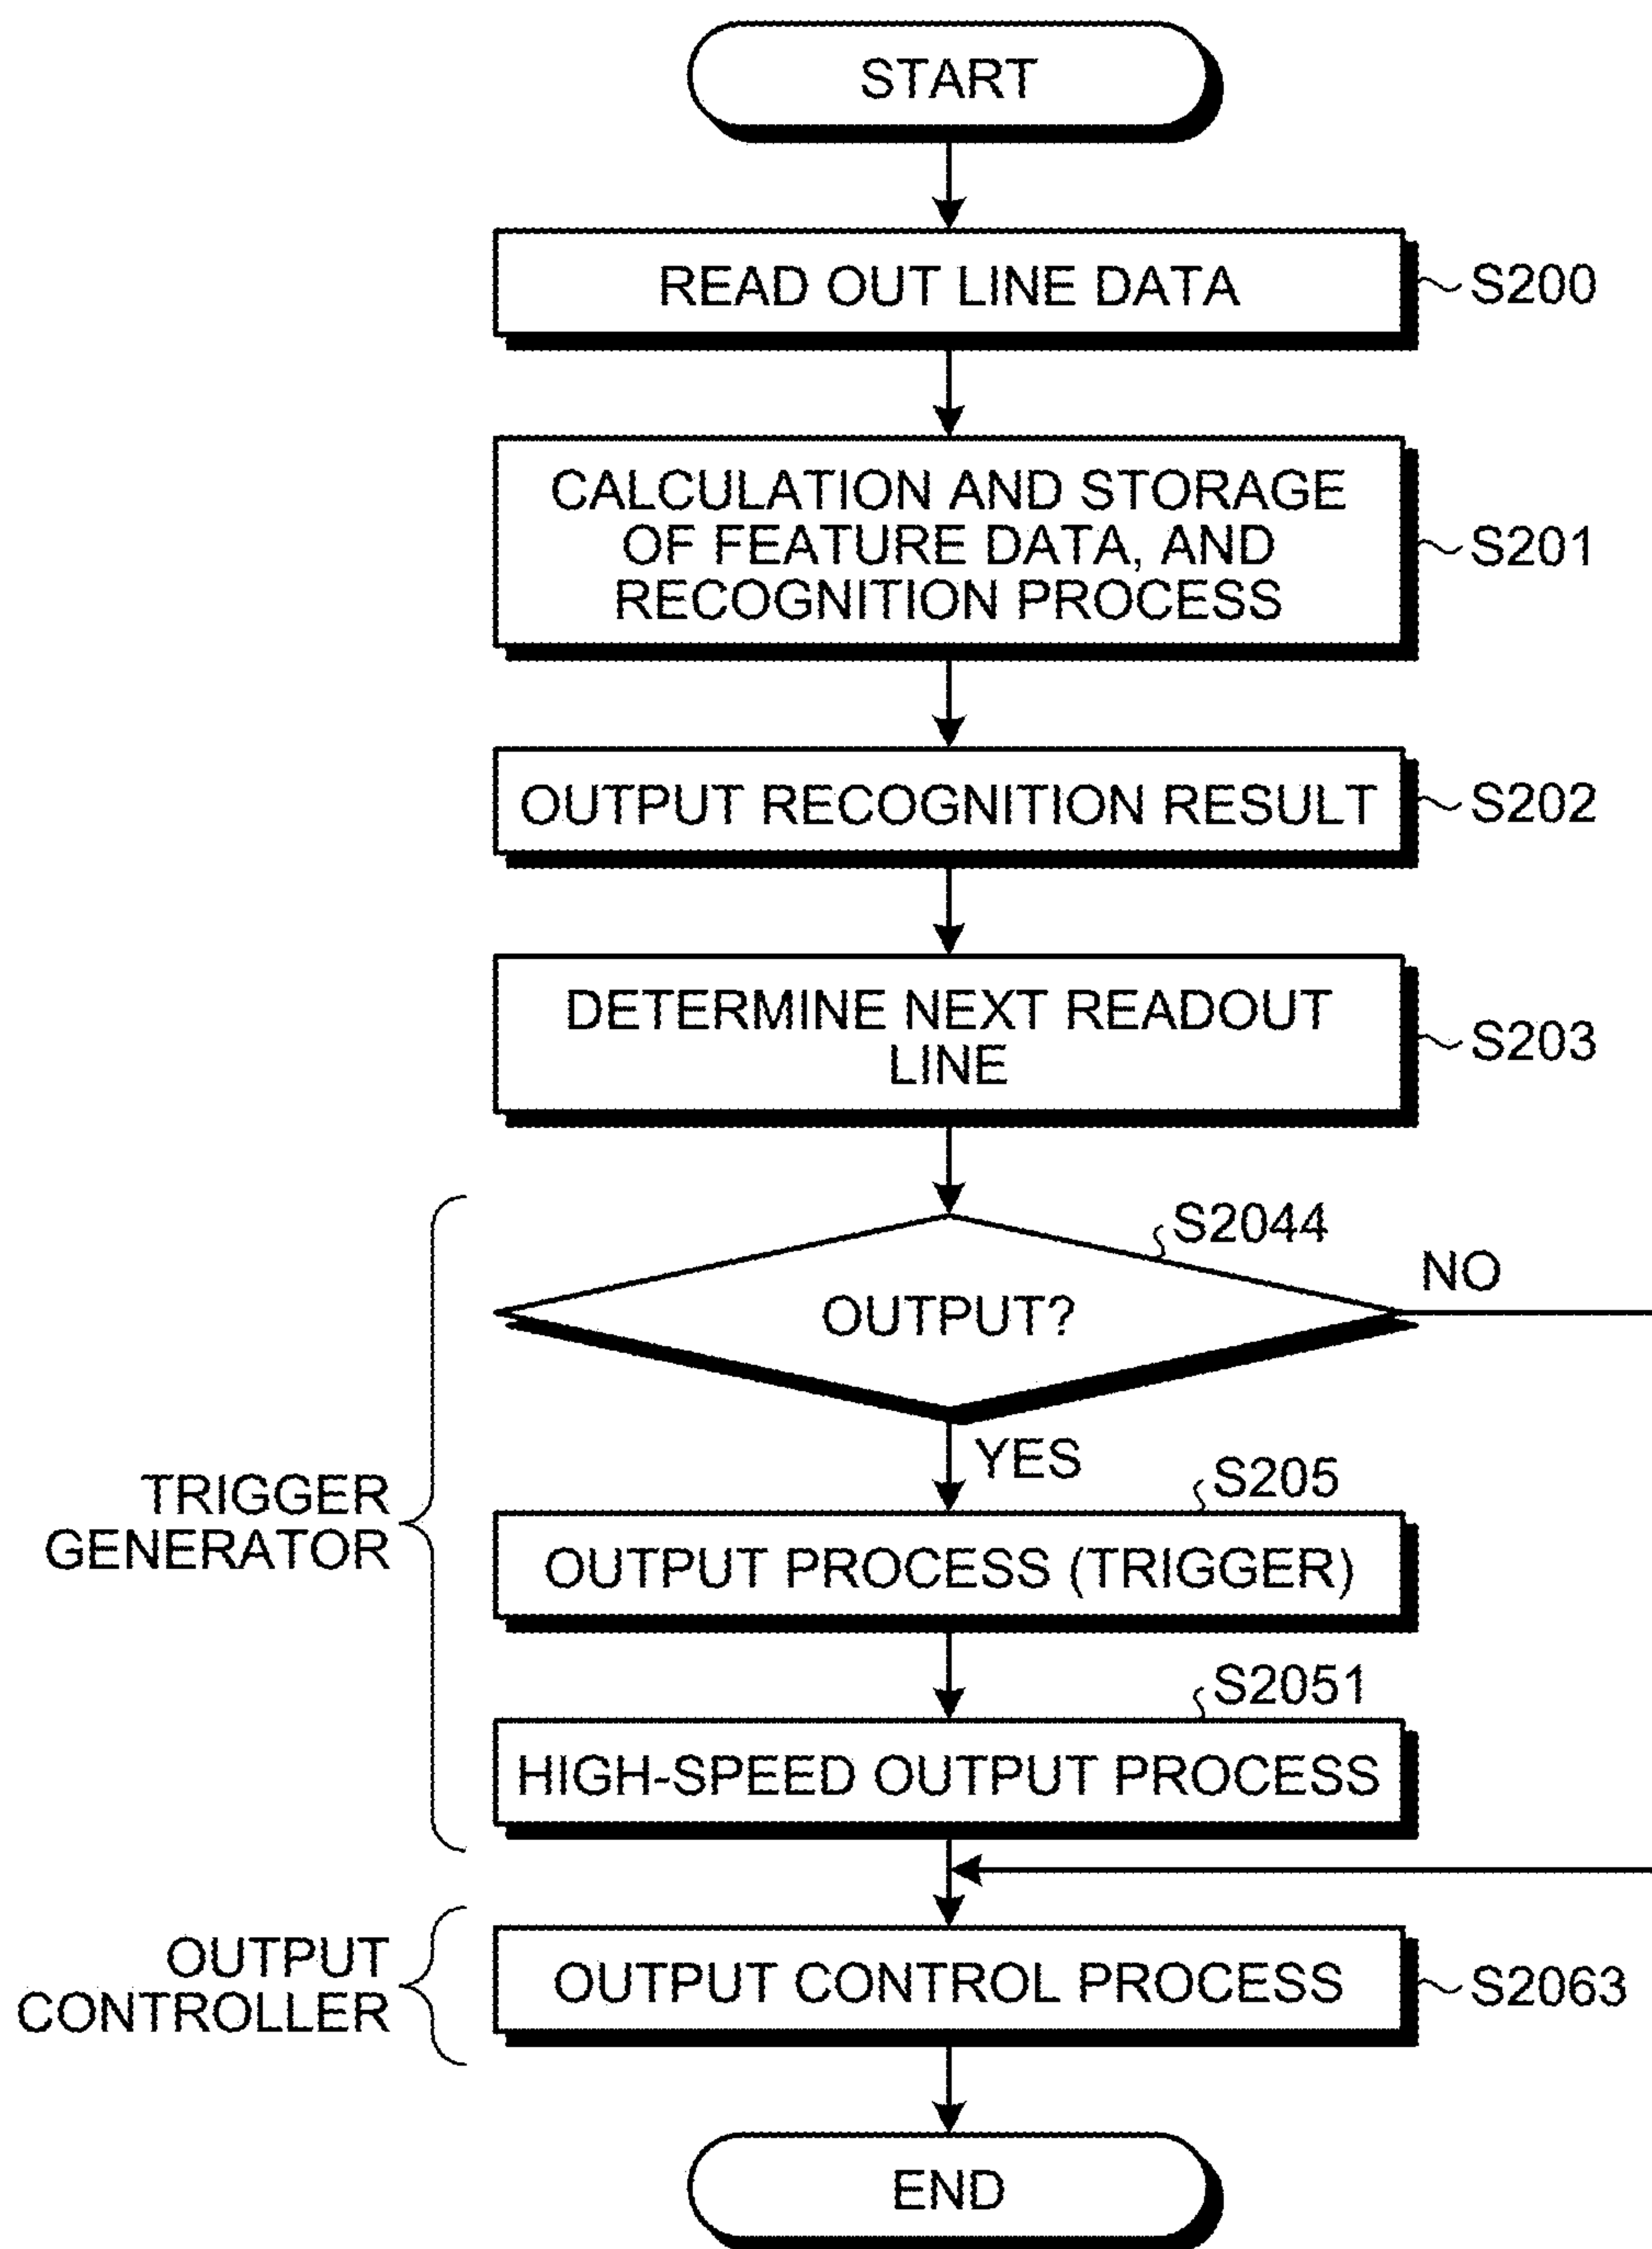 START
READ OUT LINE DATA
S200
CALCULATION AND STORAGE
OF FEATURE DATA, AND
RECOGNITION PROCESS
S201
OUTPUT RECOGNITION RESULT
S202
DETERMINE NEXT READOUT
LINE
S203
S2044
OUTPUT?
NO
YES
TRIGGER
GENERATOR
S205
OUTPUT PROCESS (TRIGGER)
S2051
HIGH-SPEED OUTPUT PROCESS
OUTPUT
CONTROLLER
OUTPUT CONTROL PROCESS
S2063
END